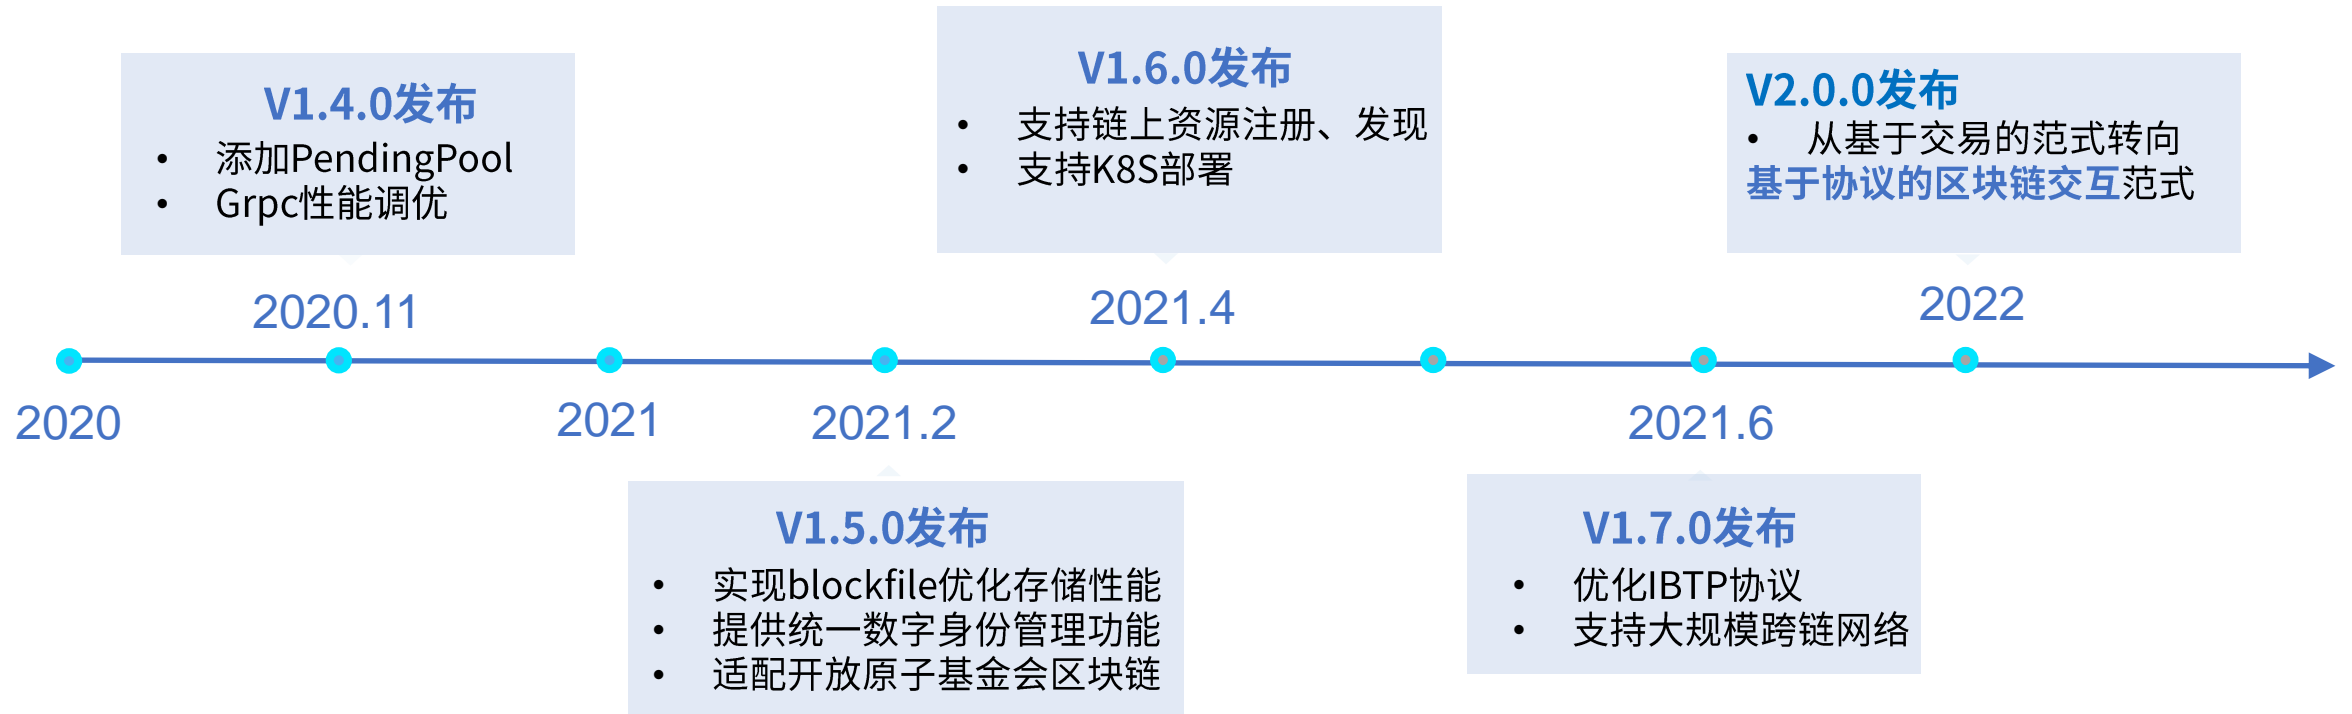 V1.4.0发布
• 添加PendingPool
• Grpc性能调优
V1.6.0发布
• 支持链上资源注册、发现
• 支持K8S部署
V2.0.0发布
• 从基于交易的范式转向
基于协议的区块链交互范式
2020.11
2021.4
2022
2020
2021
2021.2
2021.6
V1.5.0发布
• 实现blockfile优化存储性能
• 提供统一数字身份管理功能
• 适配开放原子基金会区块链
V1.7.0发布
• 优化IBTP协议
• 支持大规模跨链网络